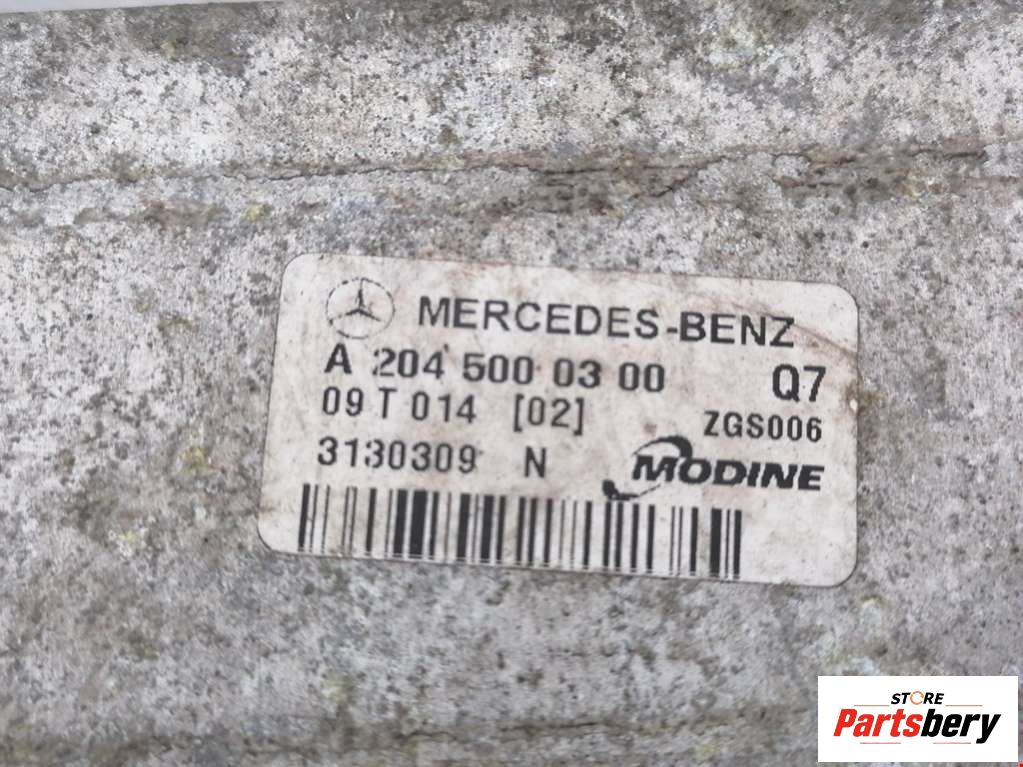 MERCEDES-BENZ
A 204 500 03 00 Q7
09 T 014 [02] ZGS006
3130309 N MODINE
STORE
Partsbery